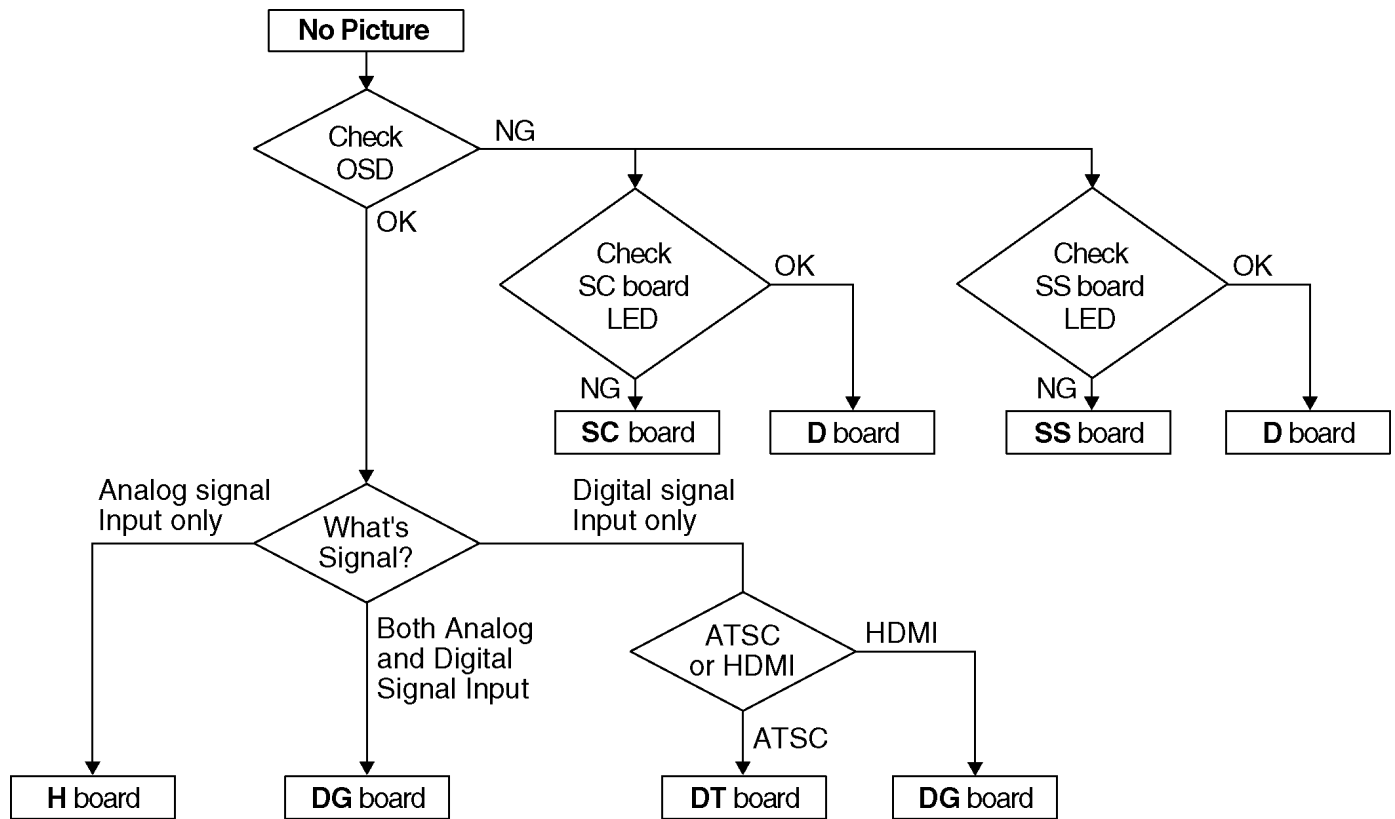 No Picture
Check
OSD
NG
OK
Check
SC board
LED
OK
NG
SC board
D board
Check
SS board
LED
OK
NG
SS board
D board
What's
Signal?
Analog signal
Input only
Digital signal
Input only
Both Analog
and Digital
Signal Input
ATSC
or HDMI
HDMI
ATSC
H board
DG board
DT board
DG board